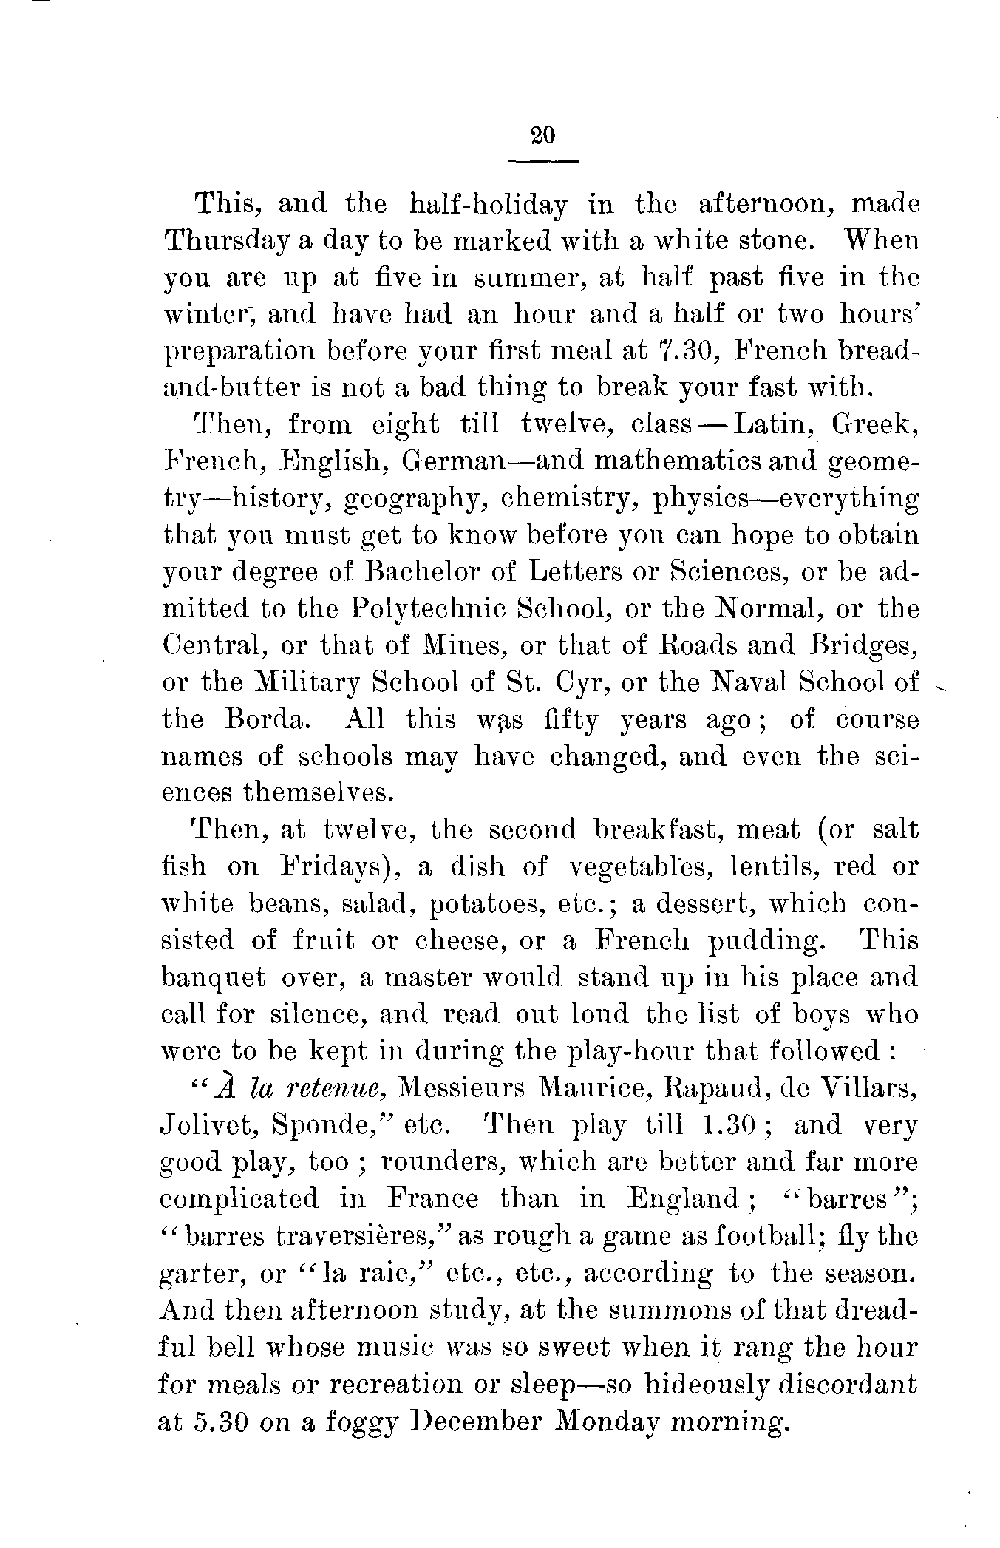 20
This, and the half-holiday in the afternoon, made
Thursday a day to be marked with a white stone. When
you are up at five in summer, at half past five in the
winter, and have had an hour and a half or two hours'
preparation before your first meal at 7.30, French bread-
and-butter is not a bad thing to break your fast with.
Then, from eight till twelve, class—Latin, Greek,
French, English, German—and mathematics and geome-
try—history, geography, chemistry, physics—everything
that you must get to know before you can hope to obtain
your degree of Bachelor of Letters or Sciences, or be ad-
mitted to the Polytechnic School, or the Normal, or the
Central, or that of Mines, or that of Roads and Bridges,
or the Military School of St. Cyr, or the Naval School of
the Borda. All this was fifty years ago; of course
names of schools may have changed, and even the sci-
ences themselves.
Then, at twelve, the second breakfast, meat (or salt
fish on Fridays), a dish of vegetables, lentils, red or
white beans, salad, potatoes, etc.; a dessert, which con-
sisted of fruit or cheese, or a French pudding. This
banquet over, a master would stand up in his place and
call for silence, and read out loud the list of boys who
were to be kept in during the play-hour that followed:
"À la retenue, Messieurs Maurice, Rapaud, de Villars,
Jolivet, Sponde," etc. Then play till 1.30; and very
good play, too; rounders, which are better and far more
complicated in France than in England; "barres";
"barres traversières," as rough a game as football; fly the
garter, or "la raie," etc., etc., according to the season.
And then afternoon study, at the summons of that dread-
ful bell whose music was so sweet when it rang the hour
for meals or recreation or sleep—so hideously discordant
at 5.30 on a foggy December Monday morning.